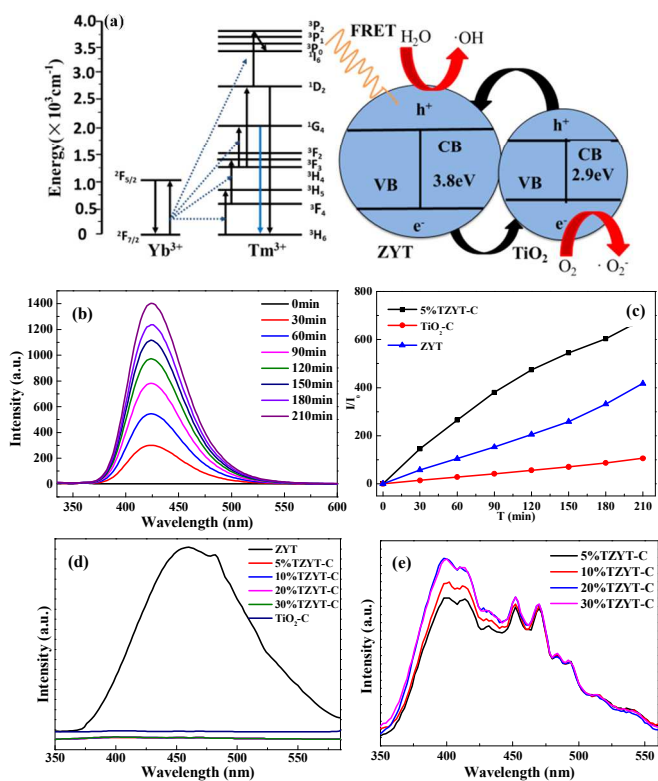 (a)
Energy(×10³cm⁻¹)
4.0
3.5
3.0
2.5
2.0
1.5
1.0
0.5
0
²F₅/₂
²F₇/₂
Yb³⁺
Tm³⁺
³P₂
³P₁
³P₀
¹I₆
¹D₂
¹G₄
³F₂
³F₃
³H₄
³H₅
³F₄
³H₆
FRET
H₂O ·OH
h⁺
CB
VB 3.8eV
e⁻
ZYT
h⁺
CB
VB 2.9eV
e⁻
TiO₂
O₂ · O₂⁻
(b)
Intensity (a.u.)
1400
1200
1000
800
600
400
200
0
0min
30min
60min
90min
120min
150min
180min
210min
350 400 450 500 550 600
Wavelength (nm)
(c)
I/I₀
800
600
400
200
0
5%TZYT-C
TiO₂-C
ZYT
0 30 60 90 120 150 180 210
T (min)
(d)
Intensity (a.u.)
ZYT
5%TZYT-C
10%TZYT-C
20%TZYT-C
30%TZYT-C
TiO₂-C
350 400 450 500 550
Wavelength (nm)
(e)
Intensity (a.u.)
5%TZYT-C
10%TZYT-C
20%TZYT-C
30%TZYT-C
350 400 450 500 550
Wavelength (nm)